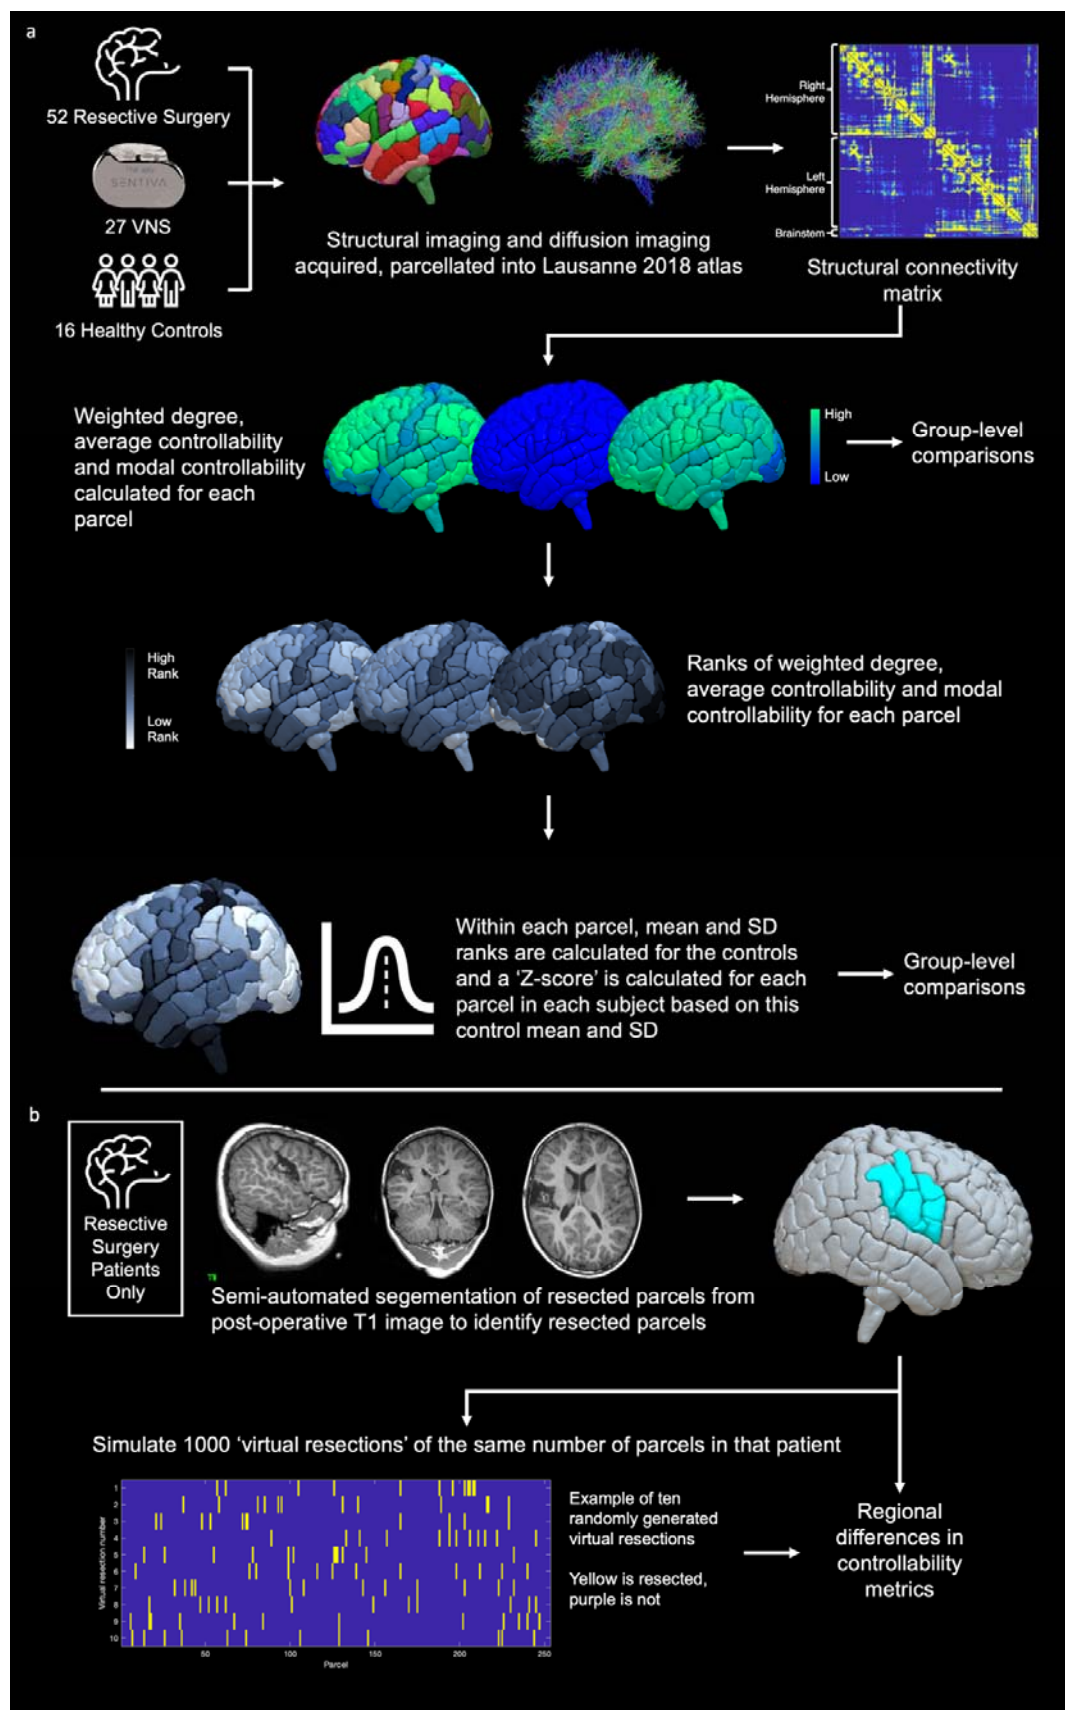 a
52 Resective Surgery
SENTIVA
27 VNS
16 Healthy Controls
Structural imaging and diffusion imaging
acquired, parcellated into Lausanne 2018 atlas
Right
Hemisphere
Left
Hemisphere
Brainstem
Structural connectivity
matrix
Weighted degree,
average controllability
and modal controllability
calculated for each
parcel
High
Low
Group-level
comparisons
High
Rank
Low
Rank
Ranks of weighted degree,
average controllability and modal
controllability for each parcel
Within each parcel, mean and SD
ranks are calculated for the controls
and a ‘Z-score’ is calculated for each
parcel in each subject based on this
control mean and SD
Group-level
comparisons
b
Resective
Surgery
Patients
Only
Semi-automated segementation of resected parcels from
post-operative T1 image to identify resected parcels
Simulate 1000 ‘virtual resections’ of the same number of parcels in that patient
Virtual resection number
1
2
3
4
5
6
7
8
9
10
50
100
150
200
250
Parcel
Example of ten
randomly generated
virtual resections
Yellow is resected,
purple is not
Regional
differences in
controllability
metrics